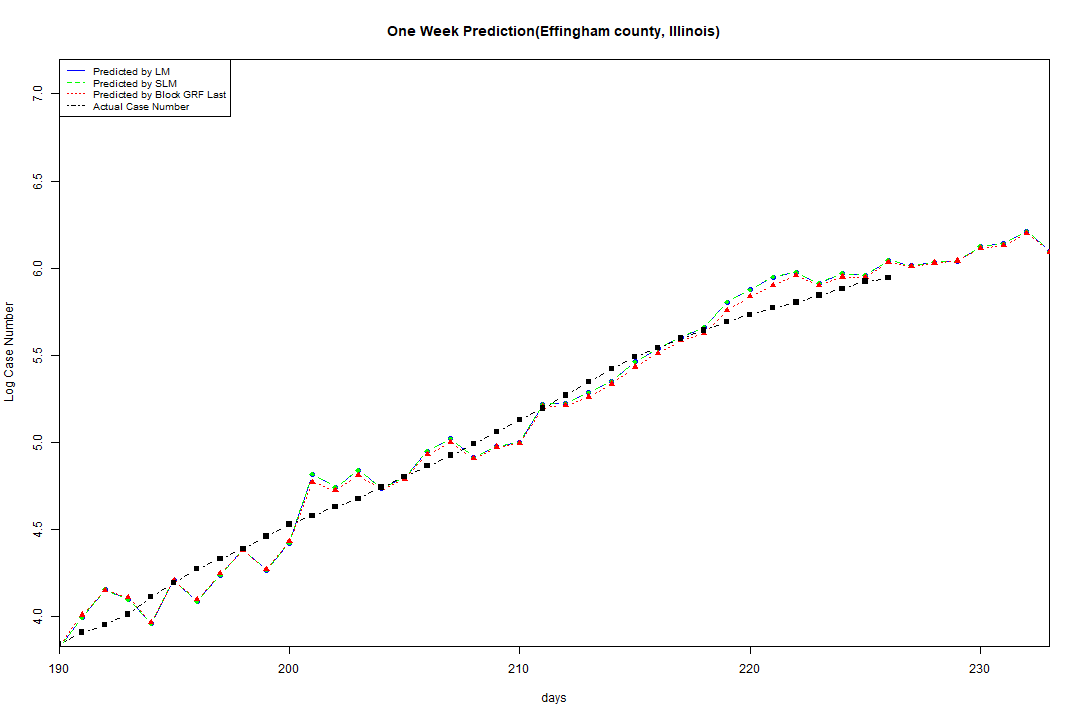 One Week Prediction(Effingham county, Illinois)
Predicted by LM
Predicted by SLM
Predicted by Block GRF Last
Actual Case Number
7.0
6.5
6.0
5.5
5.0
4.5
4.0
Log Case Number
190 200 210 220 230
days